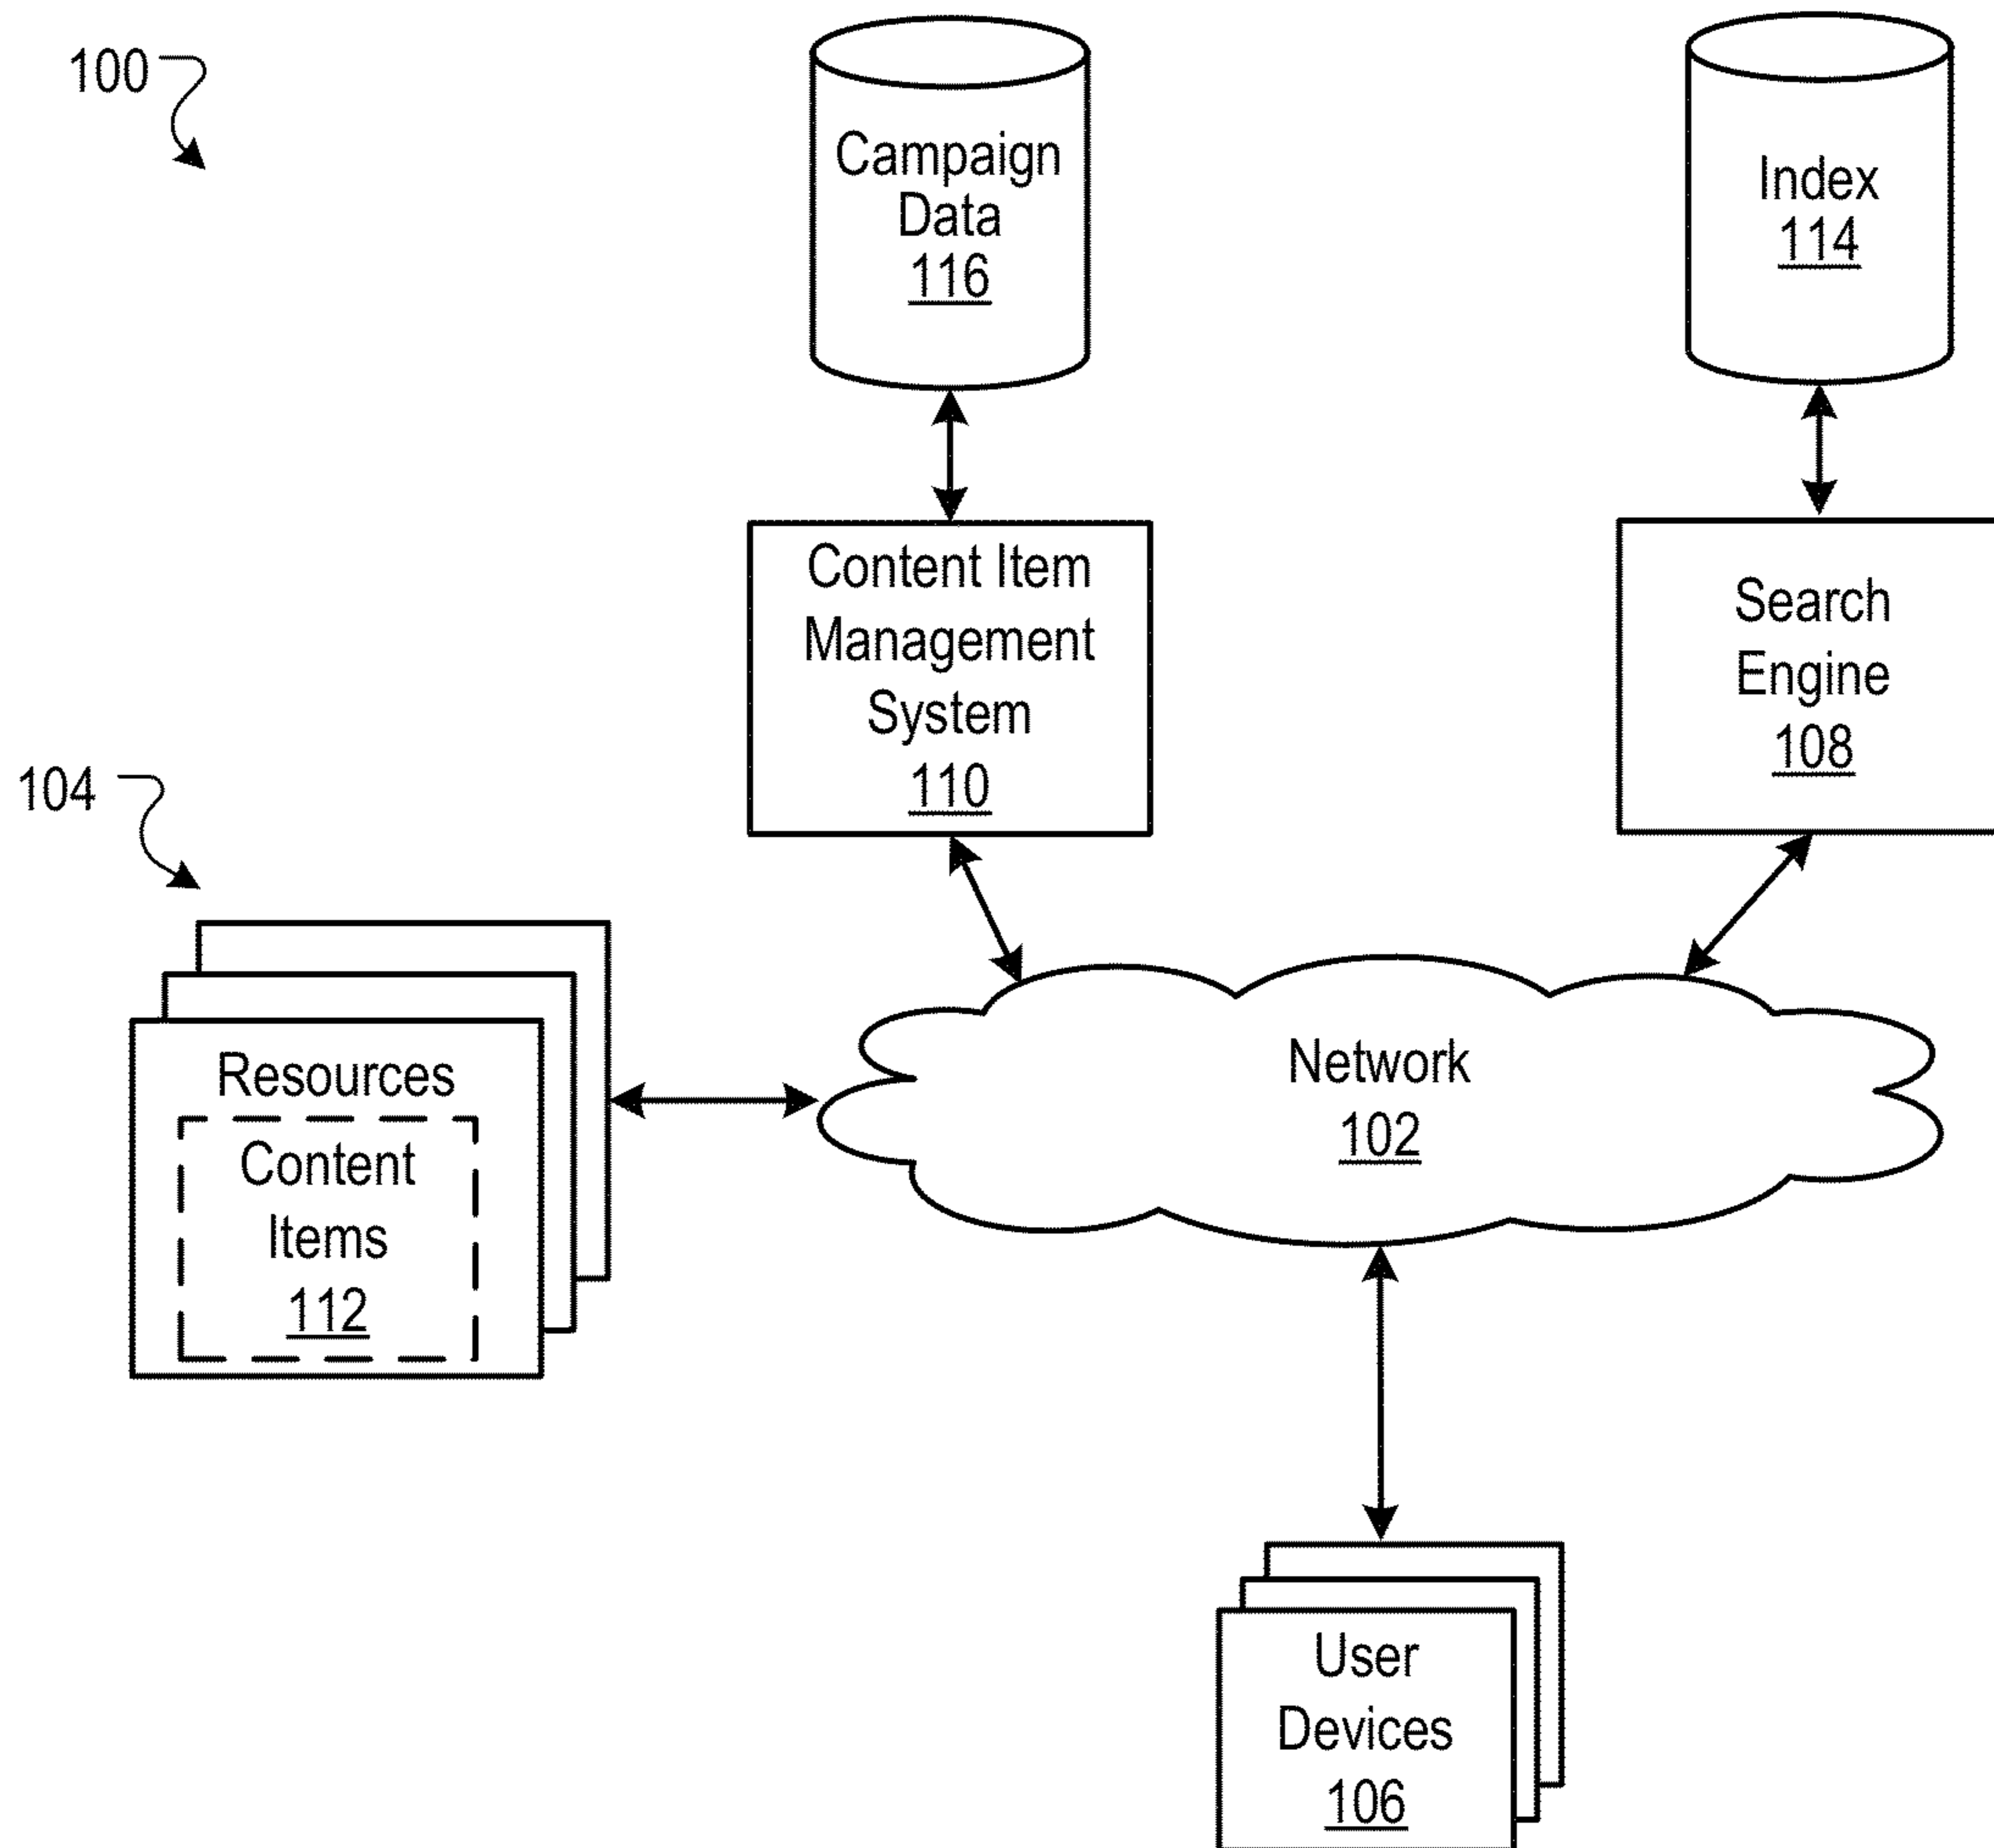 100
Campaign
Data
116
Index
114
Content Item
Management
System
110
Search
Engine
108
104
Resources
Content
Items
112
Network
102
User
Devices
106